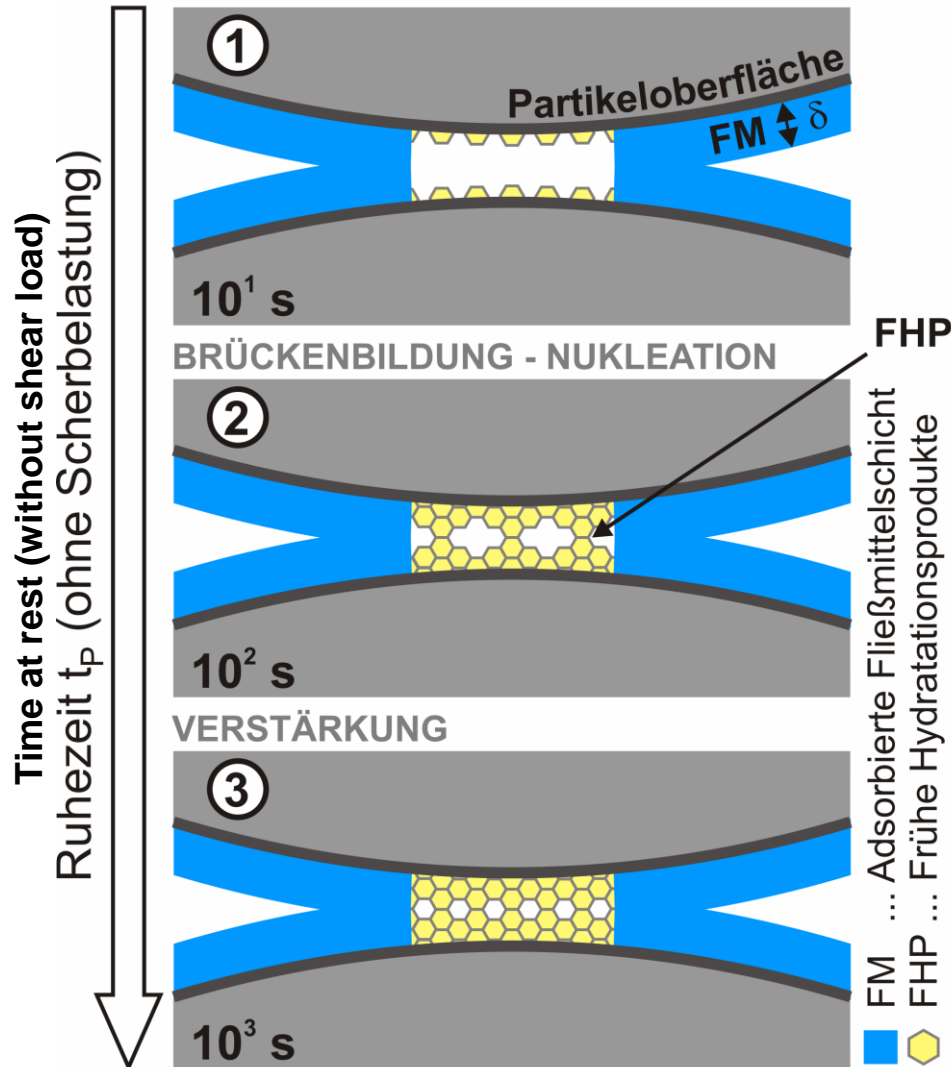 Time at rest (without shear load)
Ruhezeit tₚ (ohne Scherbelastung)
1
Partikeloberfläche
FM
δ
10¹ s
BRÜCKENBILDUNG - NUKLEATION
FHP
2
10² s
VERSTÄRKUNG
3
10³ s
FM ... Adsorbierte Fließmittelschicht
FHP ... Frühe Hydratationsprodukte